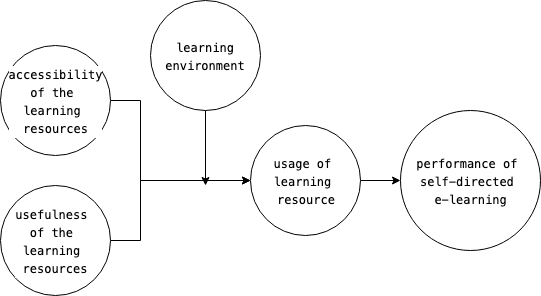 accessibility
of the
learning
resources
learning
environment
usefulness
of the
learning
resources
usage of
learning
resource
performance of
self-directed
e-learning